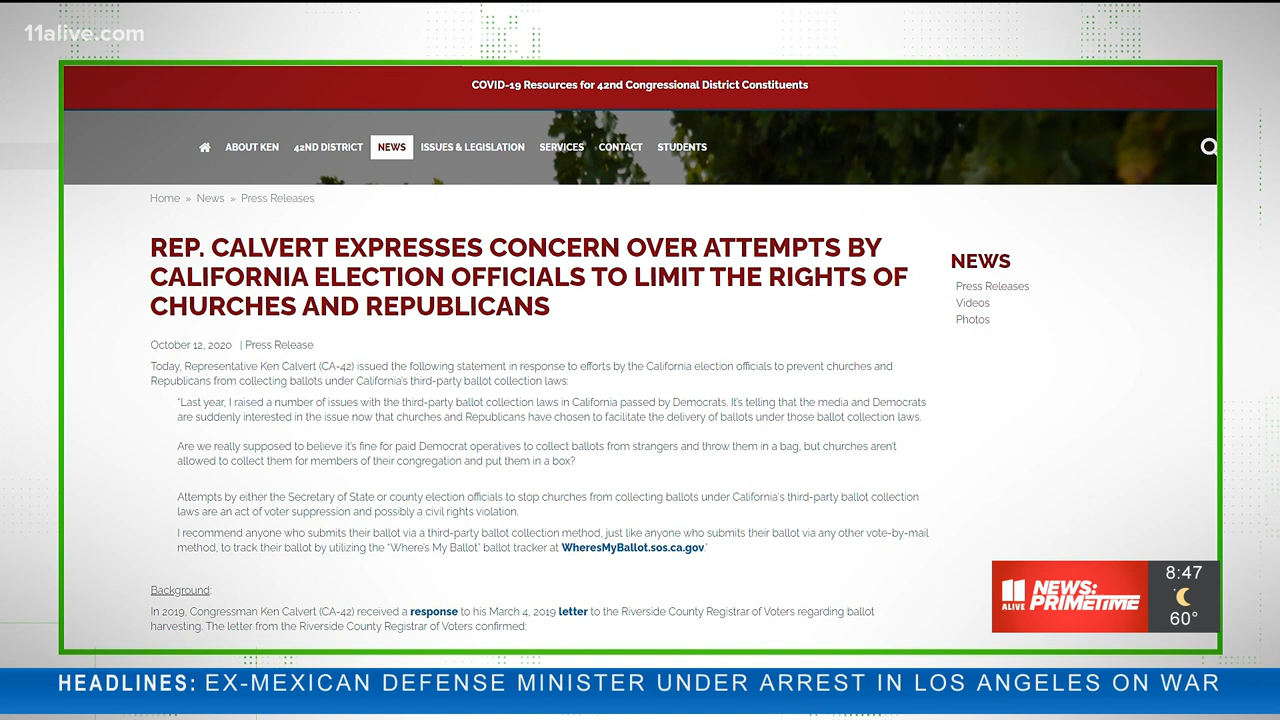 11alive.com
COVID-19 Resources for 42nd Congressional District Constituents
ABOUT KEN 42ND DISTRICT NEWS ISSUES & LEGISLATION SERVICES CONTACT STUDENTS
Home » News » Press Releases
REP. CALVERT EXPRESSES CONCERN OVER ATTEMPTS BY
CALIFORNIA ELECTION OFFICIALS TO LIMIT THE RIGHTS OF
CHURCHES AND REPUBLICANS
NEWS
Press Releases
Videos
Photos
October 12, 2020 | Press Release
Today, Representative Ken Calvert (CA-42) issued the following statement in response to efforts by the California election officials to prevent churches and
Republicans from collecting ballots under California's third-party ballot collection laws:
"Last year, I raised a number of issues with the third-party ballot collection laws in California passed by Democrats. It's telling that the media and Democrats
are suddenly interested in the issue now that churches and Republicans have chosen to facilitate the delivery of ballots under those ballot collection laws.
Are we really supposed to believe it's fine for paid Democrat operatives to collect ballots from strangers and throw them in a bag, but churches aren't
allowed to collect them for members of their congregation and put them in a box?
Attempts by either the Secretary of State or county election officials to stop churches from collecting ballots under California's third-party ballot collection
laws are an act of voter suppression and possibly a civil rights violation.
I recommend anyone who submits their ballot via a third-party ballot collection method, just like anyone who submits their ballot via any other vote-by-mail
method, to track their ballot by utilizing the "Where's My Ballot" ballot tracker at WheresMyBallot.sos.ca.gov."
Background:
In 2019, Congressman Ken Calvert (CA-42) received a response to his March 4, 2019 letter to the Riverside County Registrar of Voters regarding ballot
harvesting. The letter from the Riverside County Registrar of Voters confirmed:
11 ALIVE NEWS: PRIMETIME
8:47
60°
HEADLINES: EX-MEXICAN DEFENSE MINISTER UNDER ARREST IN LOS ANGELES ON WAR